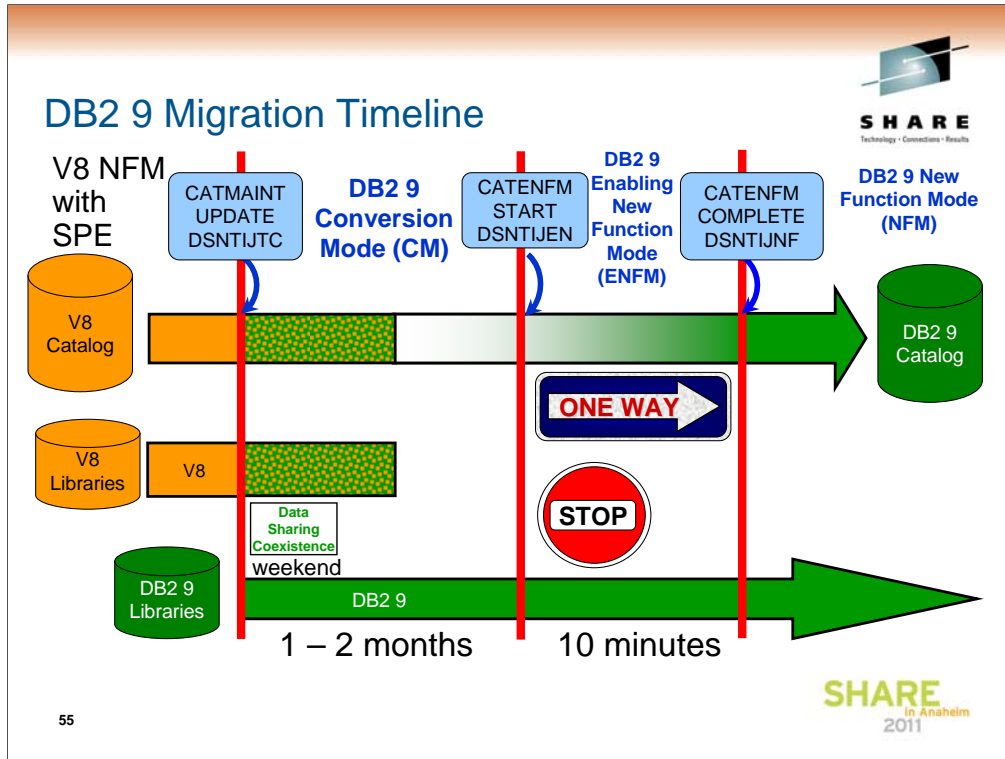 DB2 9 Migration Timeline
SHARE
Technology · Connections · Results
V8 NFM
with
SPE
CATMAINT
UPDATE
DSNTIJTC
DB2 9
Conversion
Mode (CM)
CATENFM
START
DSNTIJEN
DB2 9
Enabling
New
Function
Mode
(ENFM)
CATENFM
COMPLETE
DSNTIJNF
DB2 9 New
Function Mode
(NFM)
V8
Catalog
DB2 9
Catalog
ONE WAY
V8
Libraries
V8
STOP
Data
Sharing
Coexistence
weekend
DB2 9
Libraries
DB2 9
1 – 2 months
10 minutes
55
SHARE
in Anaheim
2011